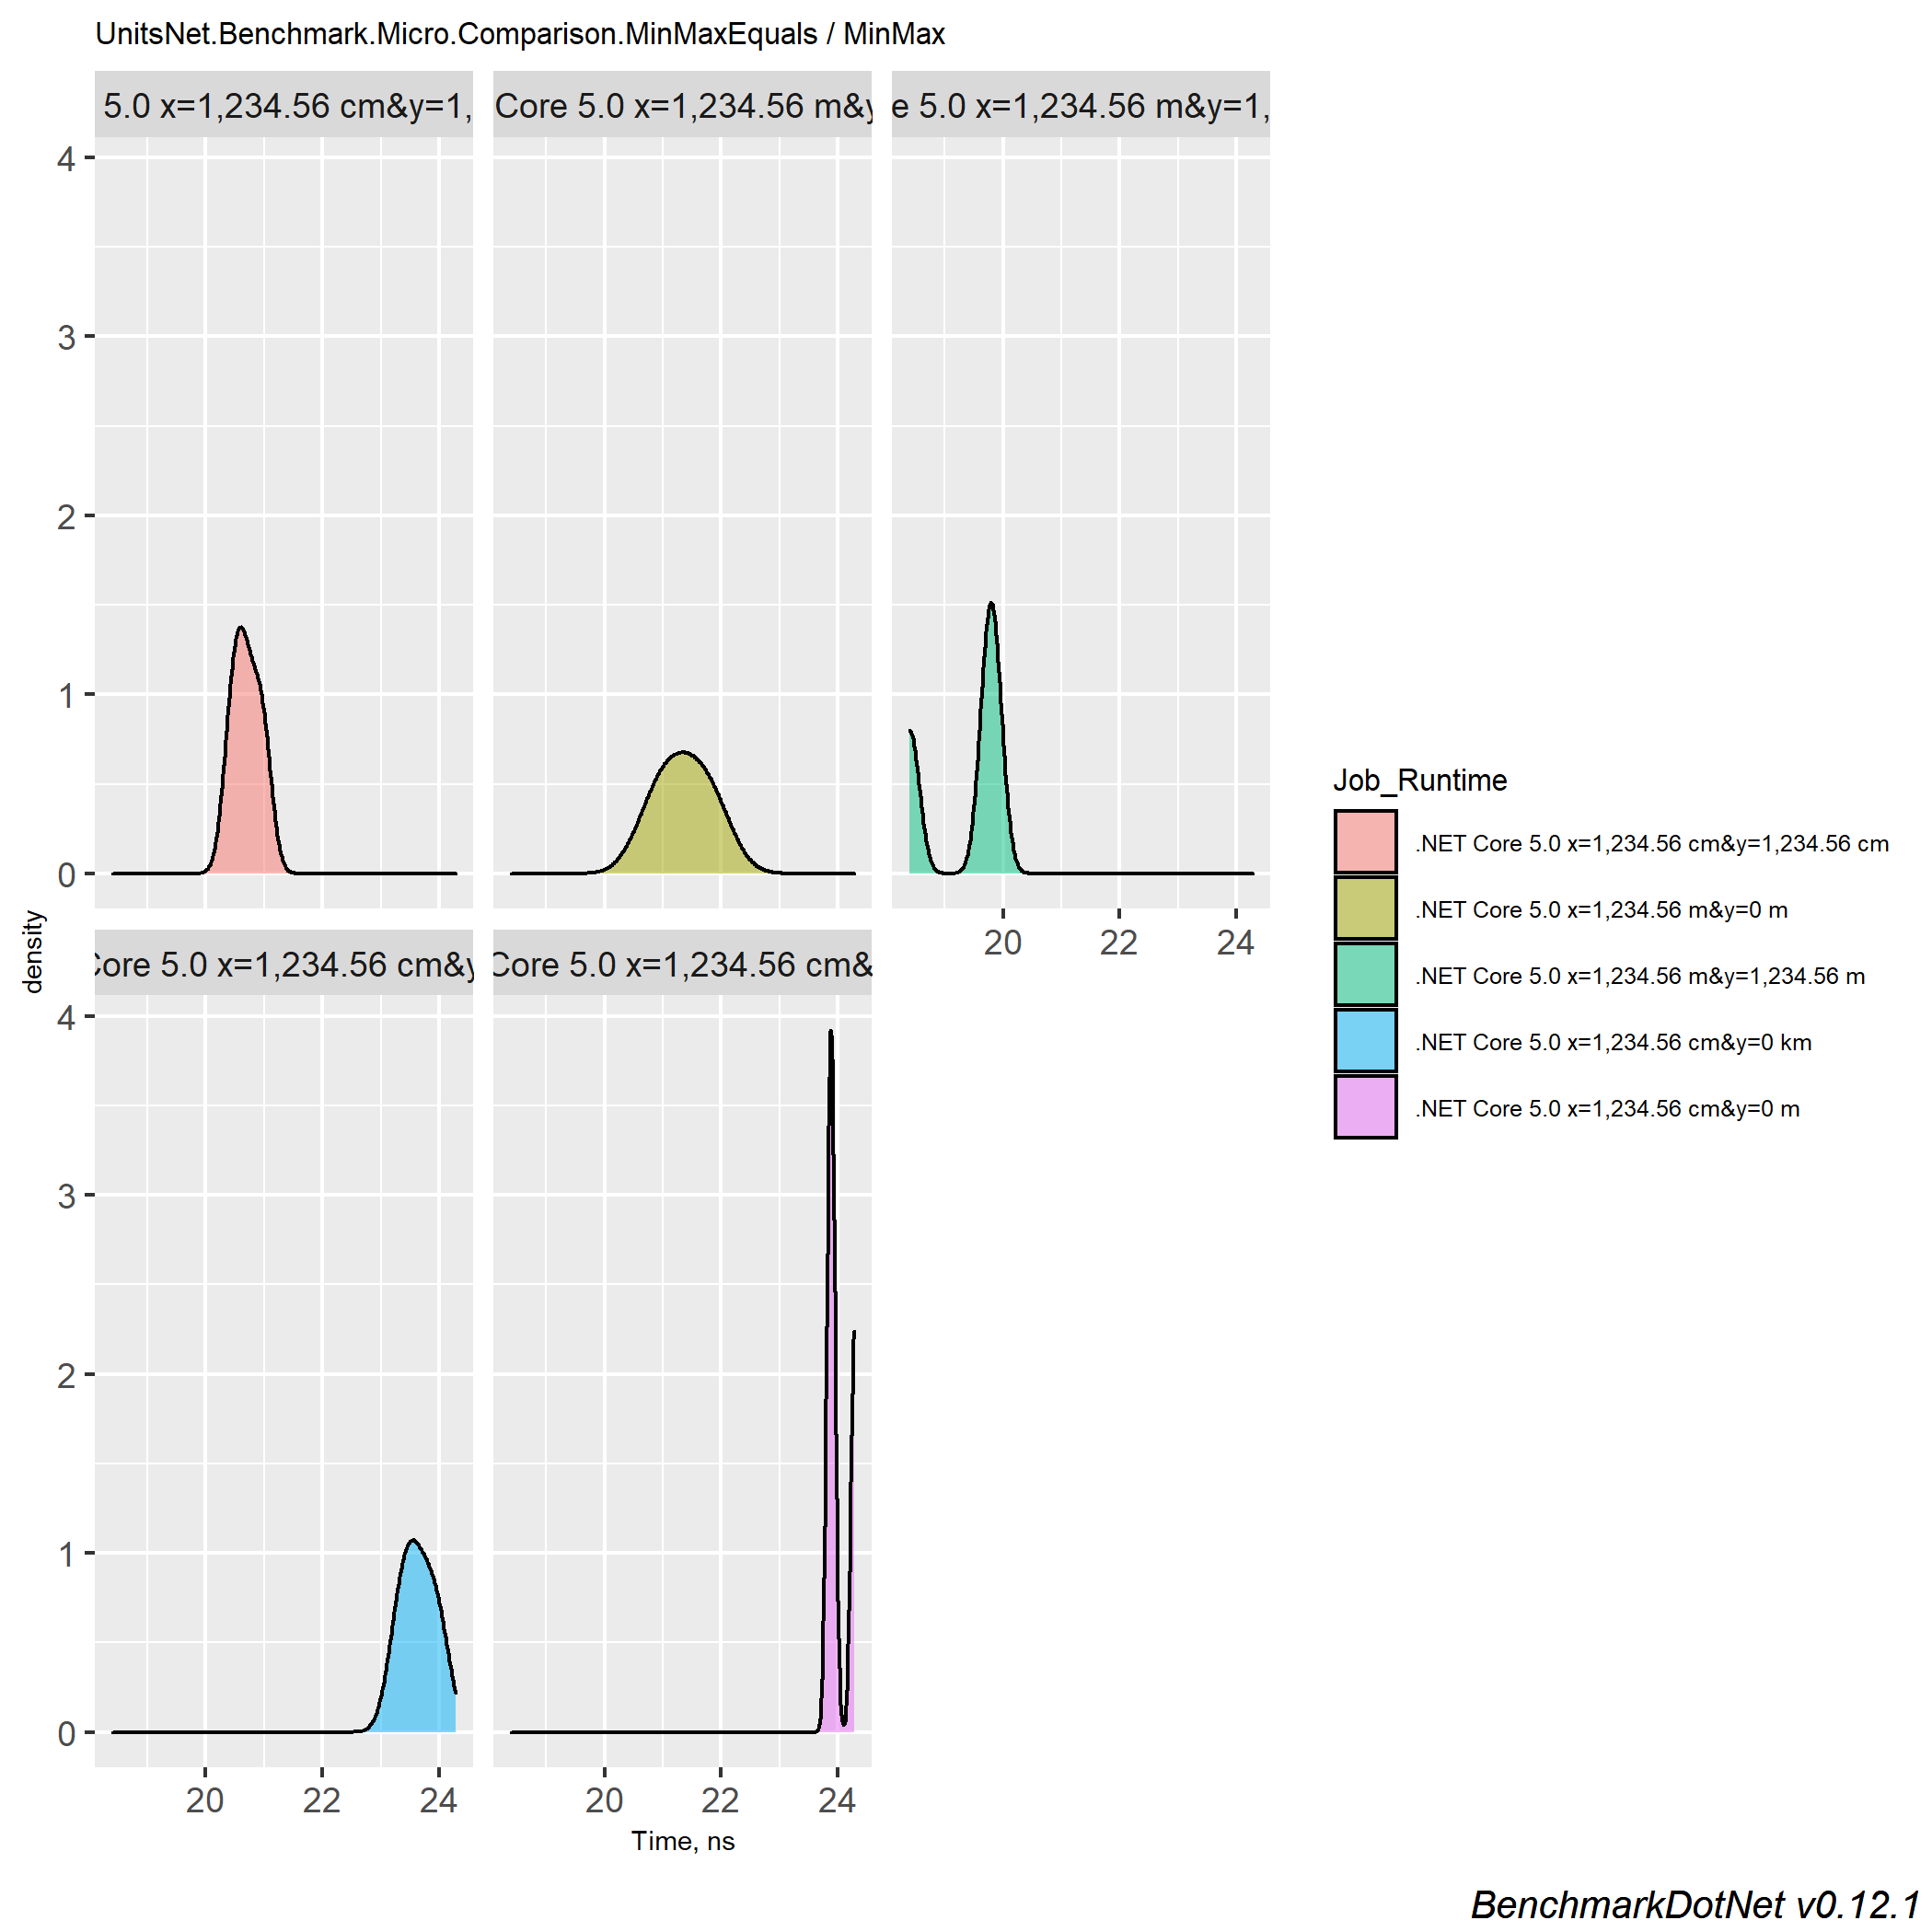 UnitsNet.Benchmark.Micro.Comparison.MinMaxEquals / MinMax
5.0 x=1,234.56 cm&y=1,
Core 5.0 x=1,234.56 m&y
e 5.0 x=1,234.56 m&y=1,
4
3
2
1
0
20 22 24
density
Core 5.0 x=1,234.56 cm&y
Core 5.0 x=1,234.56 cm&
4
3
2
1
0
20 22 24
20 22 24
Time, ns
Job_Runtime
.NET Core 5.0 x=1,234.56 cm&y=1,234.56 cm
.NET Core 5.0 x=1,234.56 m&y=0 m
.NET Core 5.0 x=1,234.56 m&y=1,234.56 m
.NET Core 5.0 x=1,234.56 cm&y=0 km
.NET Core 5.0 x=1,234.56 cm&y=0 m
BenchmarkDotNet v0.12.1